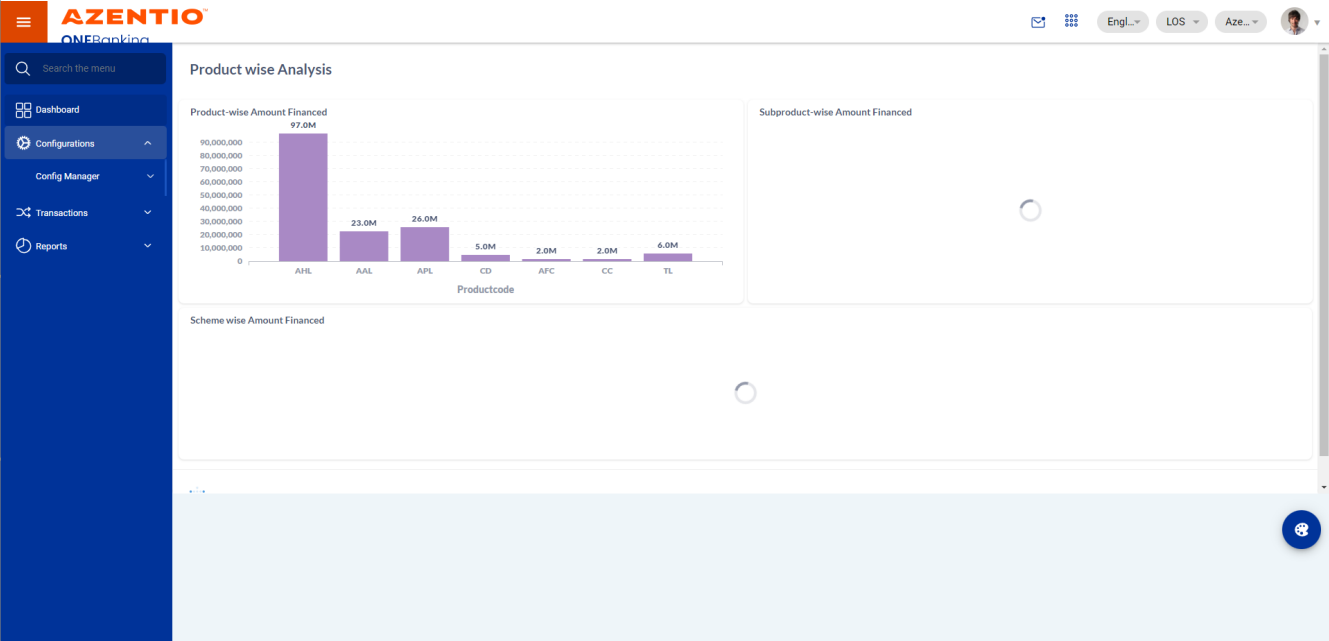 AZENTIO™
ONEBanking
Engl...
LOS
Aze...
Search the menu
Dashboard
Configurations
Config Manager
Transactions
Reports
Product wise Analysis
Product-wise Amount Financed
97.0M
90,000,000
80,000,000
70,000,000
60,000,000
50,000,000
40,000,000
30,000,000
20,000,000
10,000,000
0
23.0M
26.0M
5.0M
2.0M
2.0M
6.0M
AHL AAL APL CD AFC CC TL
Productcode
Subproduct-wise Amount Financed
Scheme wise Amount Financed